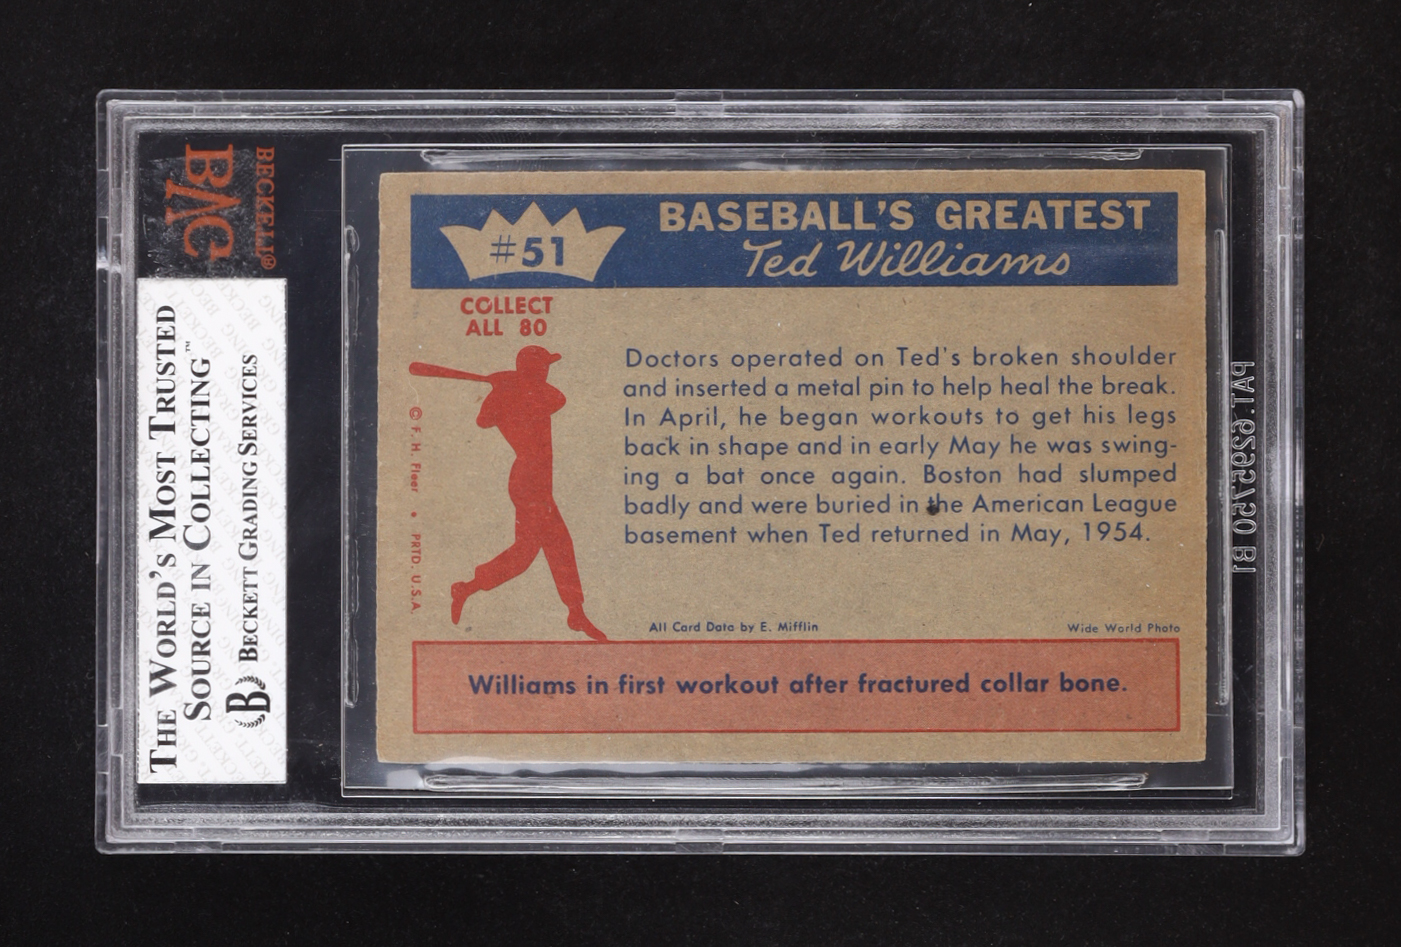 BECKETT®
BVG
THE WORLD'S MOST TRUSTED
SOURCE IN COLLECTING™
B BECKETT GRADING SERVICES
#51
BASEBALL'S GREATEST
Ted Williams
COLLECT
ALL 80
© F. H. Fleer • PRTD. U.S.A.
Doctors operated on Ted's broken shoulder
and inserted a metal pin to help heal the break.
In April, he began workouts to get his legs
back in shape and in early May he was swing-
ing a bat once again. Boston had slumped
badly and were buried in the American League
basement when Ted returned in May, 1954.
All Card Data by E. Mifflin
Wide World Photo
Williams in first workout after fractured collar bone.
PAT. 6295750 B1